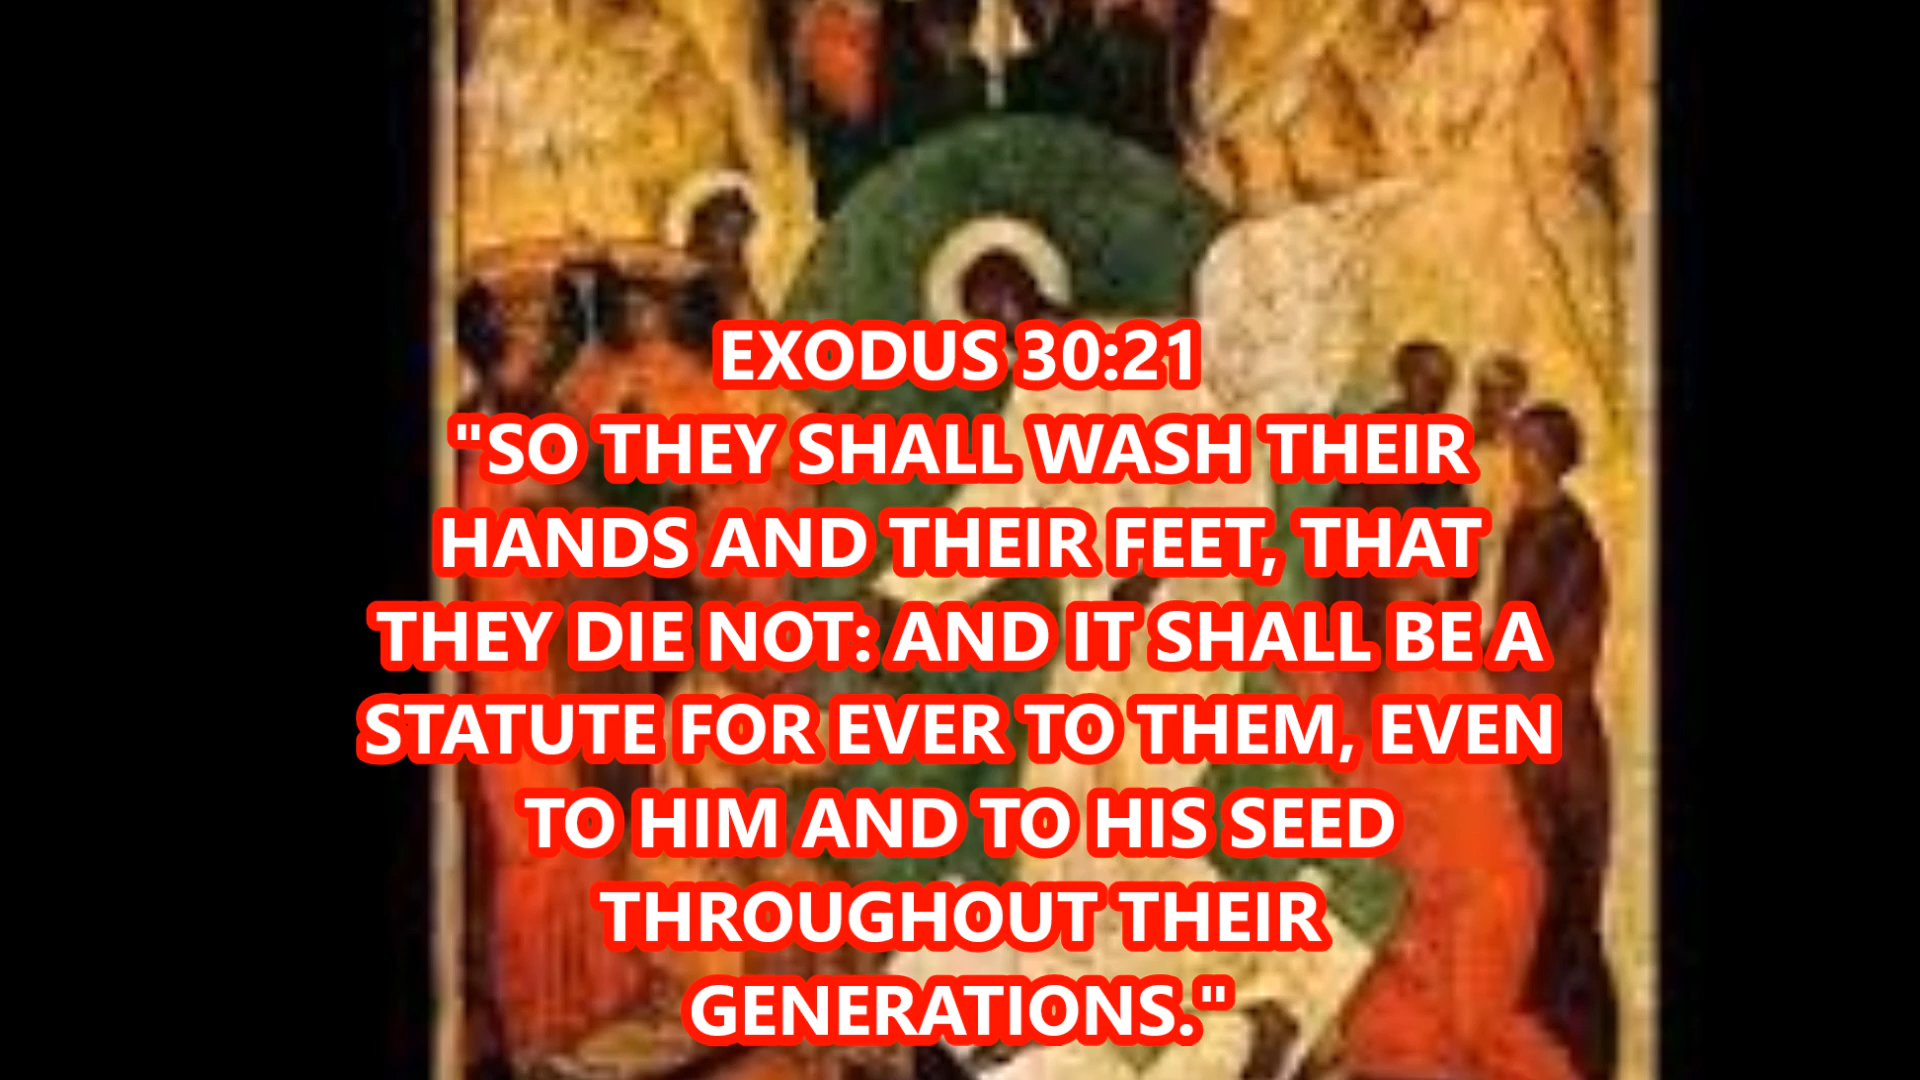 EXODUS 30:21
"SO THEY SHALL WASH THEIR
HANDS AND THEIR FEET, THAT
THEY DIE NOT: AND IT SHALL BE A
STATUTE FOR EVER TO THEM, EVEN
TO HIM AND TO HIS SEED
THROUGHOUT THEIR
GENERATIONS."